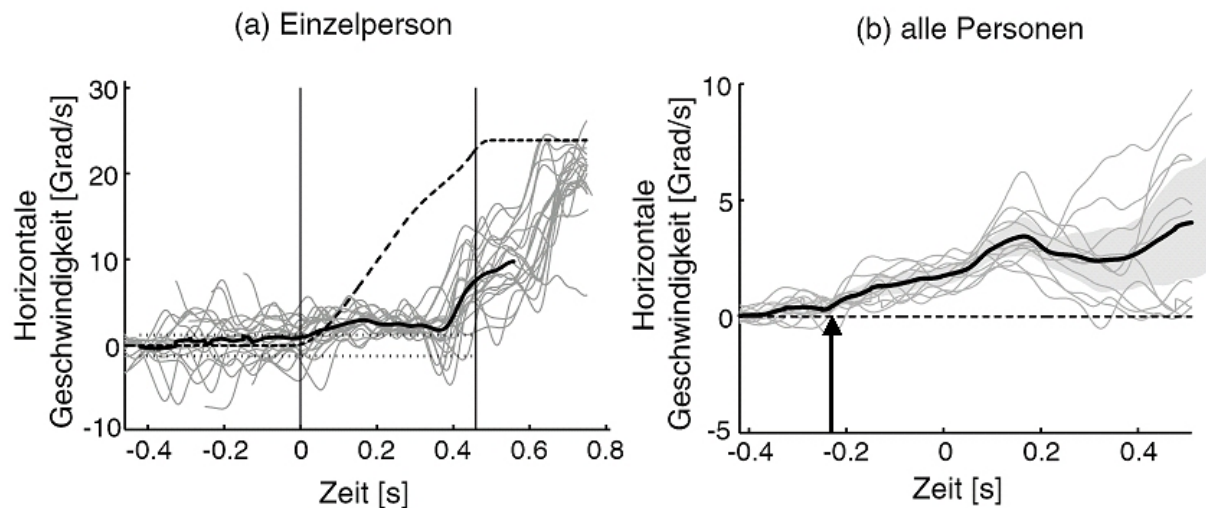 (a) Einzelperson
(b) alle Personen
Horizontale
Geschwindigkeit [Grad/s]
30
20
10
0
-10
-0.4 -0.2 0 0.2 0.4 0.6 0.8
Zeit [s]
Horizontale
Geschwindigkeit [Grad/s]
10
5
0
-5
-0.4 -0.2 0 0.2 0.4
Zeit [s]